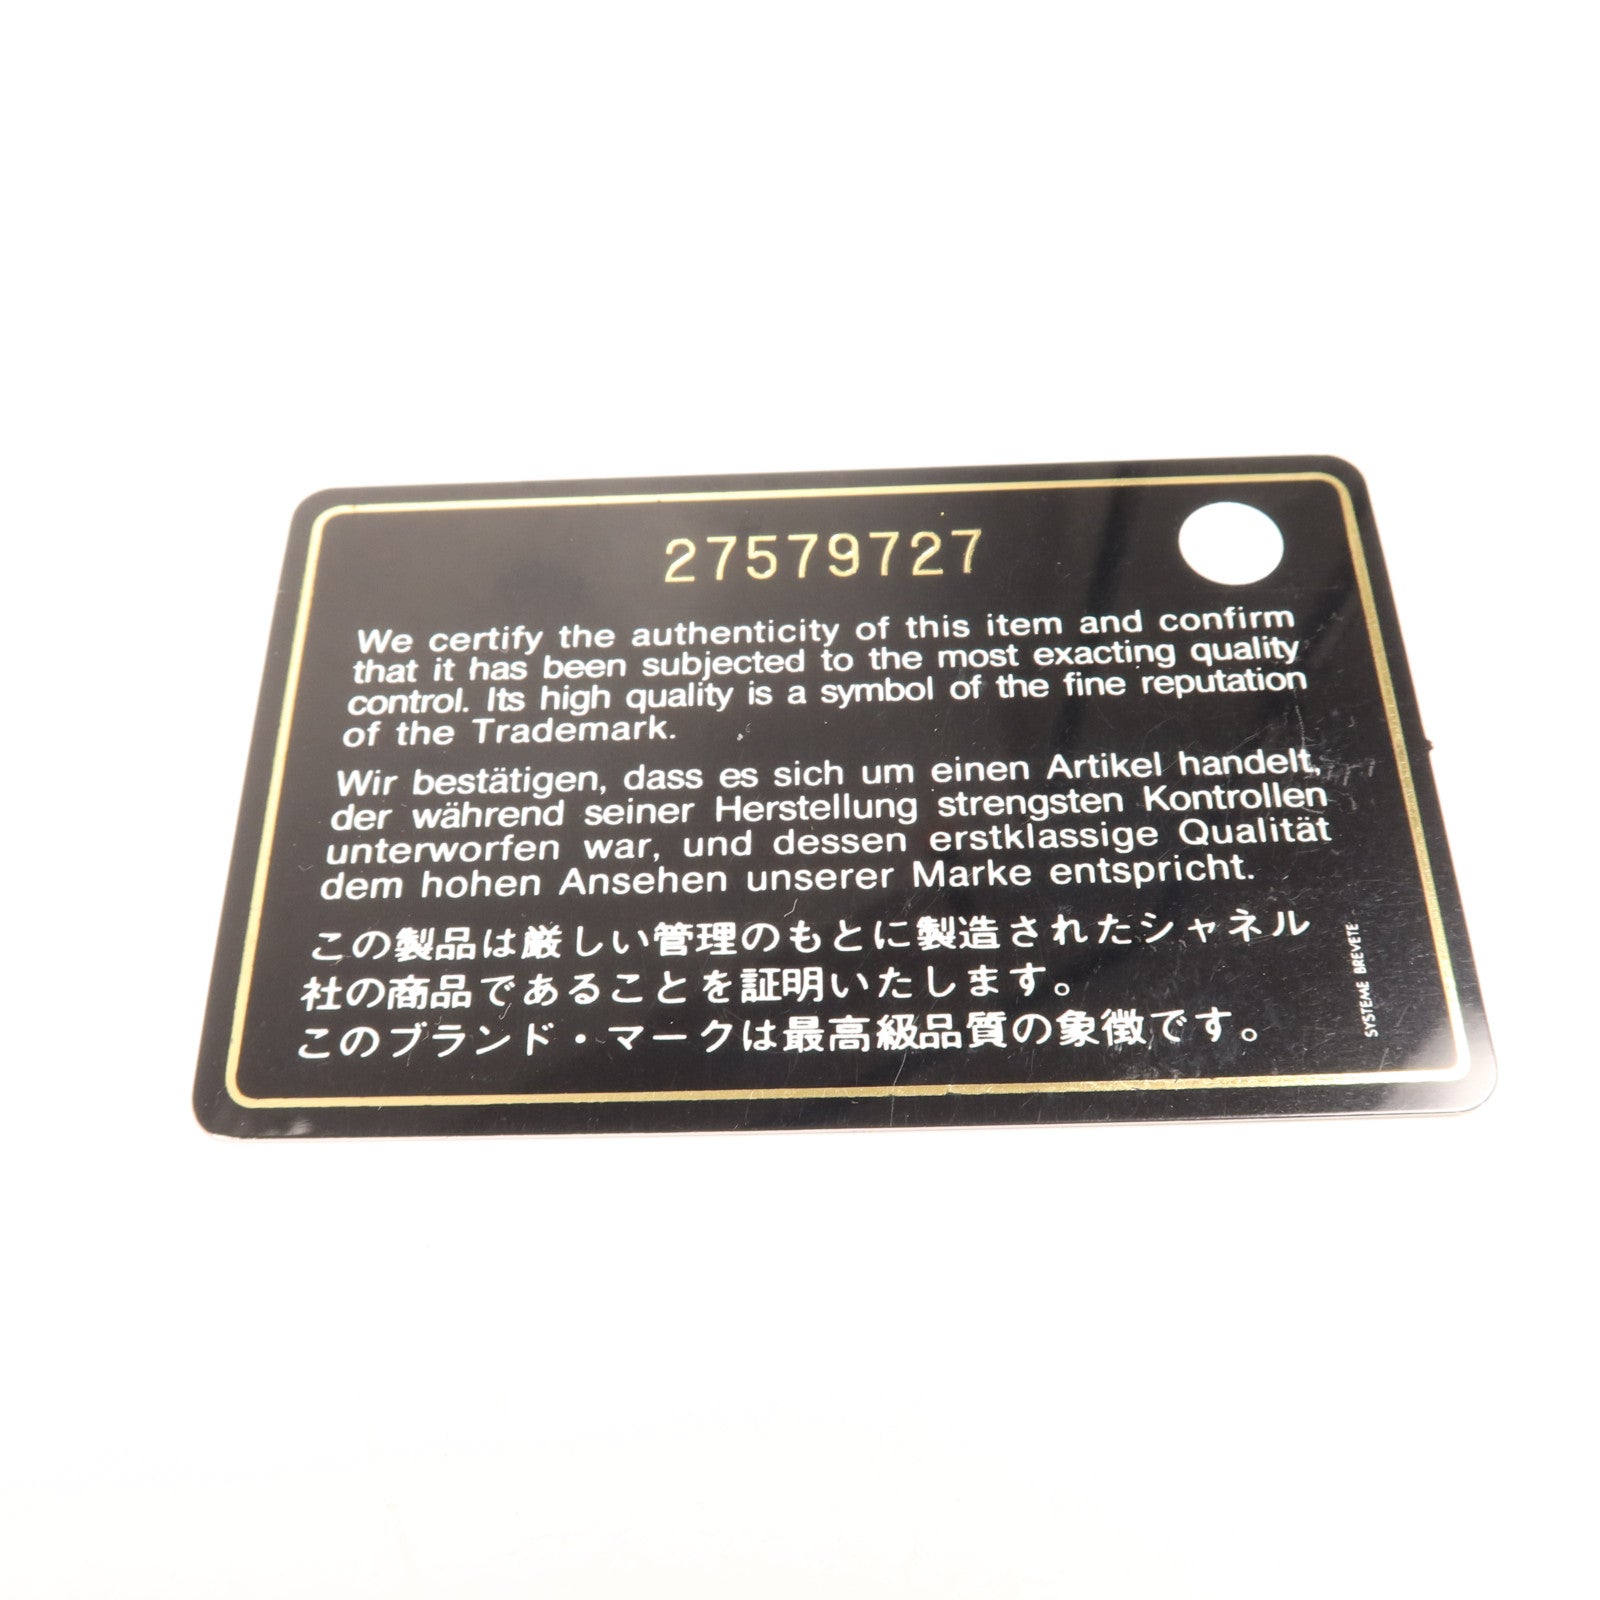 27579727
We certify the authenticity of this item and confirm
that it has been subjected to the most exacting quality
control. Its high quality is a symbol of the fine reputation
of the Trademark.
Wir bestätigen, dass es sich um einen Artikel handelt,
der während seiner Herstellung strengsten Kontrollen
unterworfen war, und dessen erstklassige Qualität
dem hohen Ansehen unserer Marke entspricht.
この製品は厳しい管理のもとに製造されたシャネル
社の商品であることを証明いたします。
このブランド・マークは最高級品質の象徴です。
SYSTEME BREVETE